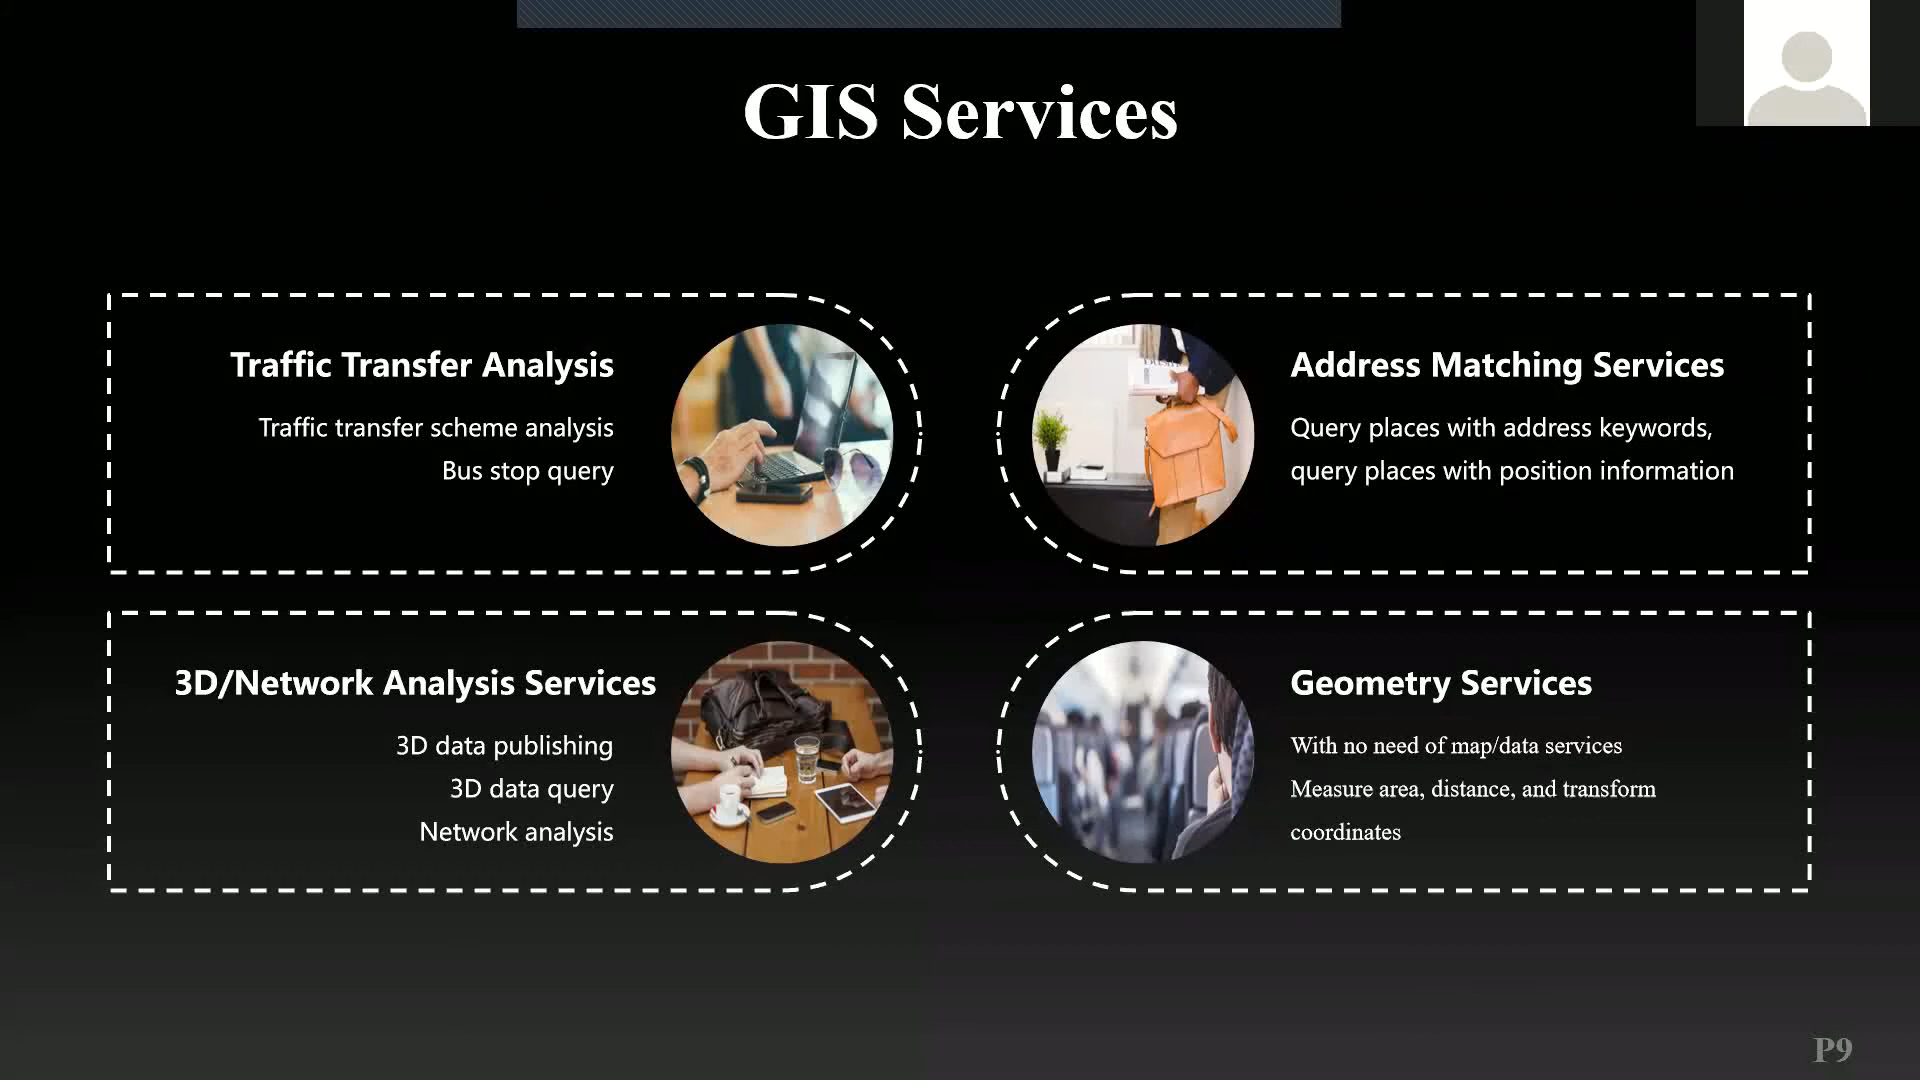 GIS Services
Traffic Transfer Analysis
Traffic transfer scheme analysis
Bus stop query
Address Matching Services
Query places with address keywords,
query places with position information
3D/Network Analysis Services
3D data publishing
3D data query
Network analysis
Geometry Services
With no need of map/data services
Measure area, distance, and transform
coordinates
P9